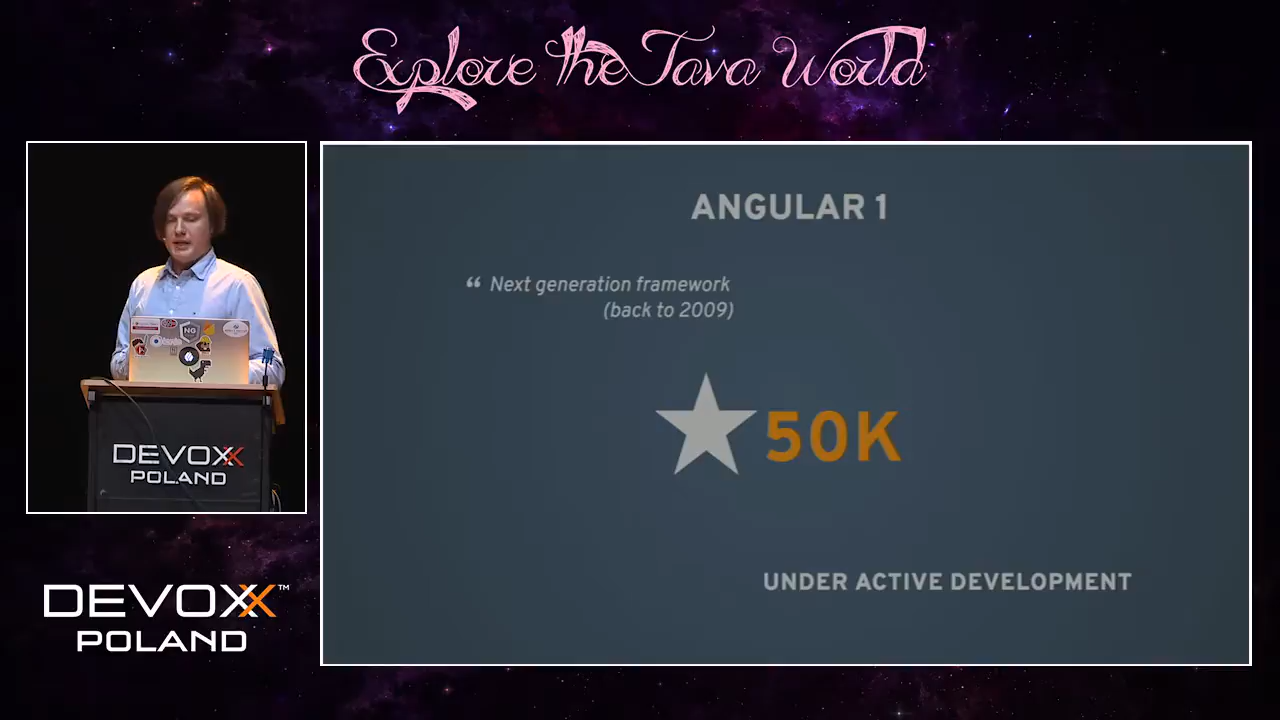 Explore the Java World
ANGULAR 1
“ Next generation framework
(back to 2009)
50K
UNDER ACTIVE DEVELOPMENT
NG
DEVOXX
POLAND
DEVOXX™
POLAND